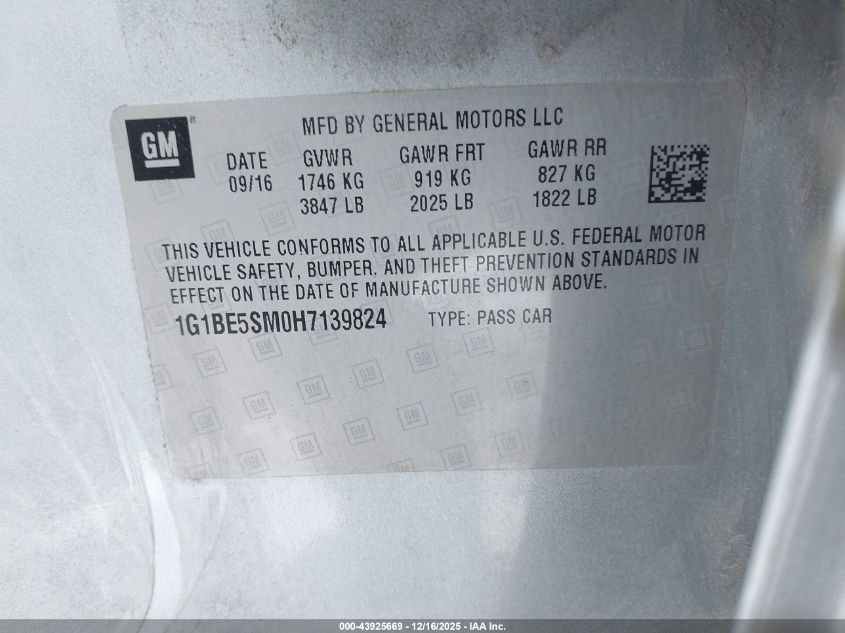 GM
MFD BY GENERAL MOTORS LLC
DATE GVWR GAWR FRT GAWR RR
09/16 1746 KG 919 KG 827 KG
3847 LB 2025 LB 1822 LB
THIS VEHICLE CONFORMS TO ALL APPLICABLE U.S. FEDERAL MOTOR
VEHICLE SAFETY, BUMPER, AND THEFT PREVENTION STANDARDS IN
EFFECT ON THE DATE OF MANUFACTURE SHOWN ABOVE.
1G1BE5SM0H7139824 TYPE: PASS CAR
000-43925669 - 12/16/2025 - IAA Inc.